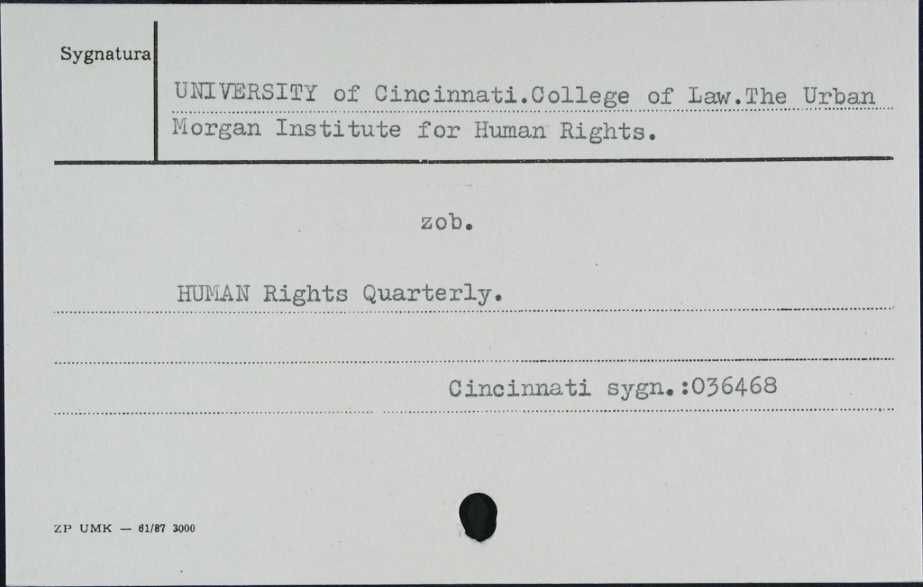 Sygnatura
UNIVERSITY of Cincinnati.College of Law.The Urban
Morgan Institute for Human Rights.
zob.
HUMAN Rights Quarterly.
Cincinnati sygn.:036468
ZP UMK — 61/87 3000